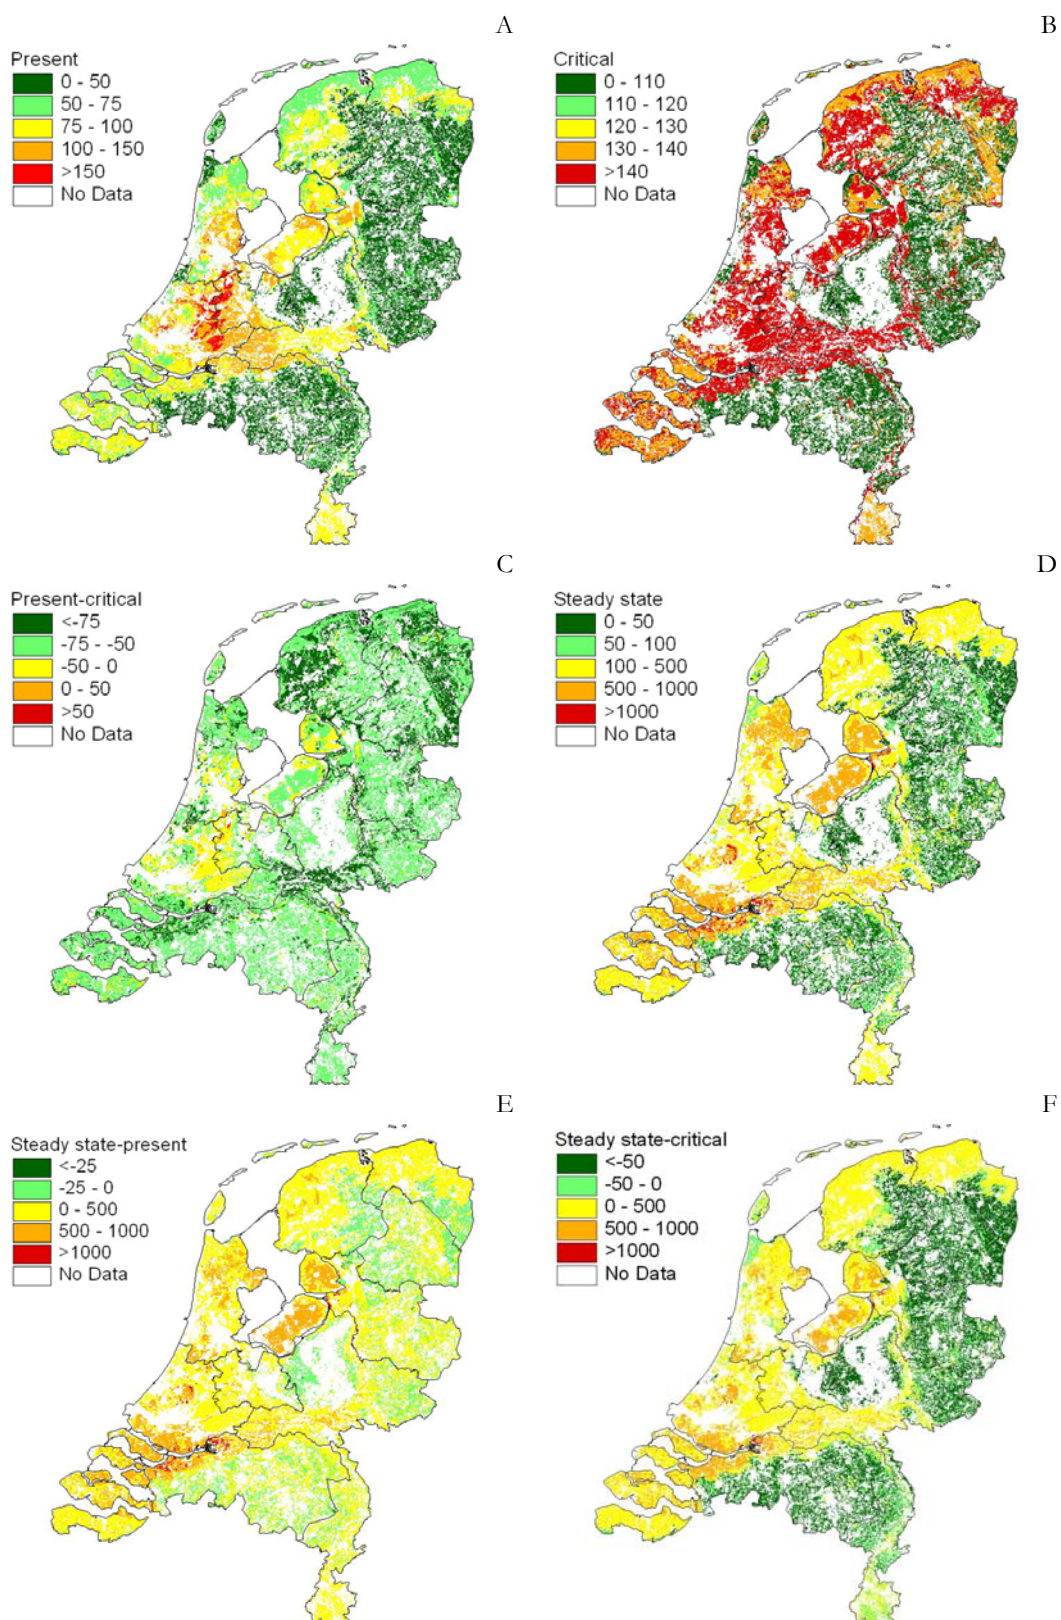 A
Present
0 - 50
50 - 75
75 - 100
100 - 150
>150
No Data
B
Critical
0 - 110
110 - 120
120 - 130
130 - 140
>140
No Data
C
Present-critical
<-75
-75 - -50
-50 - 0
0 - 50
>50
No Data
D
Steady state
0 - 50
50 - 100
100 - 500
500 - 1000
>1000
No Data
E
Steady state-present
<-25
-25 - 0
0 - 500
500 - 1000
>1000
No Data
F
Steady state-critical
<-50
-50 - 0
0 - 500
500 - 1000
>1000
No Data